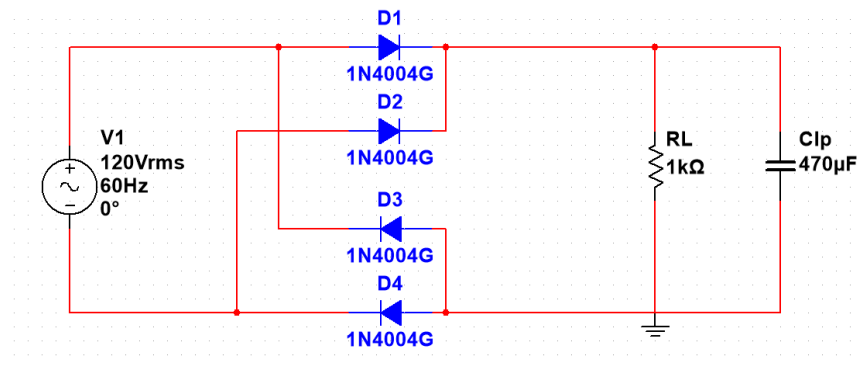 D1
1N4004G
D2
1N4004G
V1
120Vrms
60Hz
0°
RL
1kΩ
Clp
470µF
D3
1N4004G
D4
1N4004G